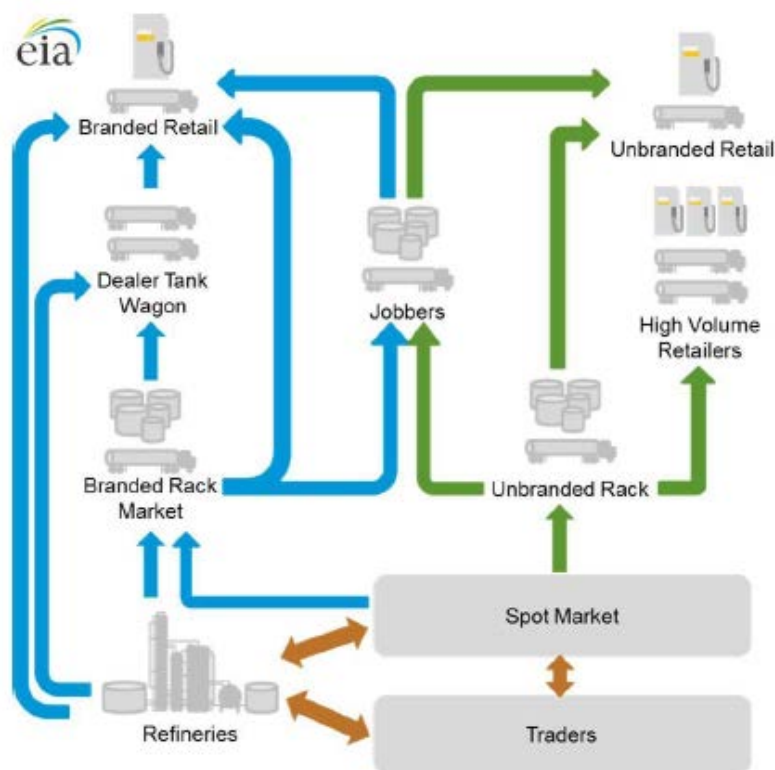 eia
Branded Retail
Unbranded Retail
Dealer Tank
Wagon
Jobbers
High Volume
Retailers
Branded Rack
Market
Unbranded Rack
Spot Market
Refineries
Traders